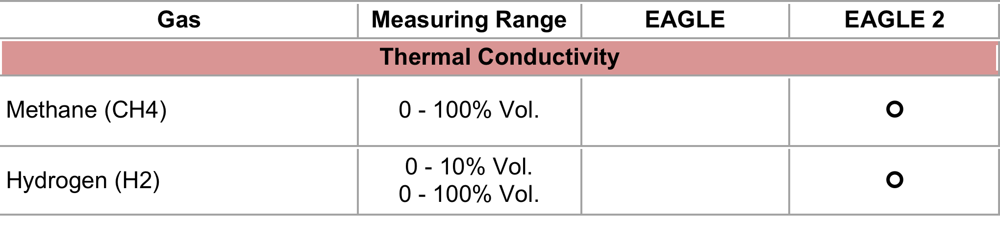 Gas Measuring Range EAGLE EAGLE 2
Thermal Conductivity
Methane (CH4) 0 - 100% Vol.
Hydrogen (H2) 0 - 10% Vol.
0 - 100% Vol.